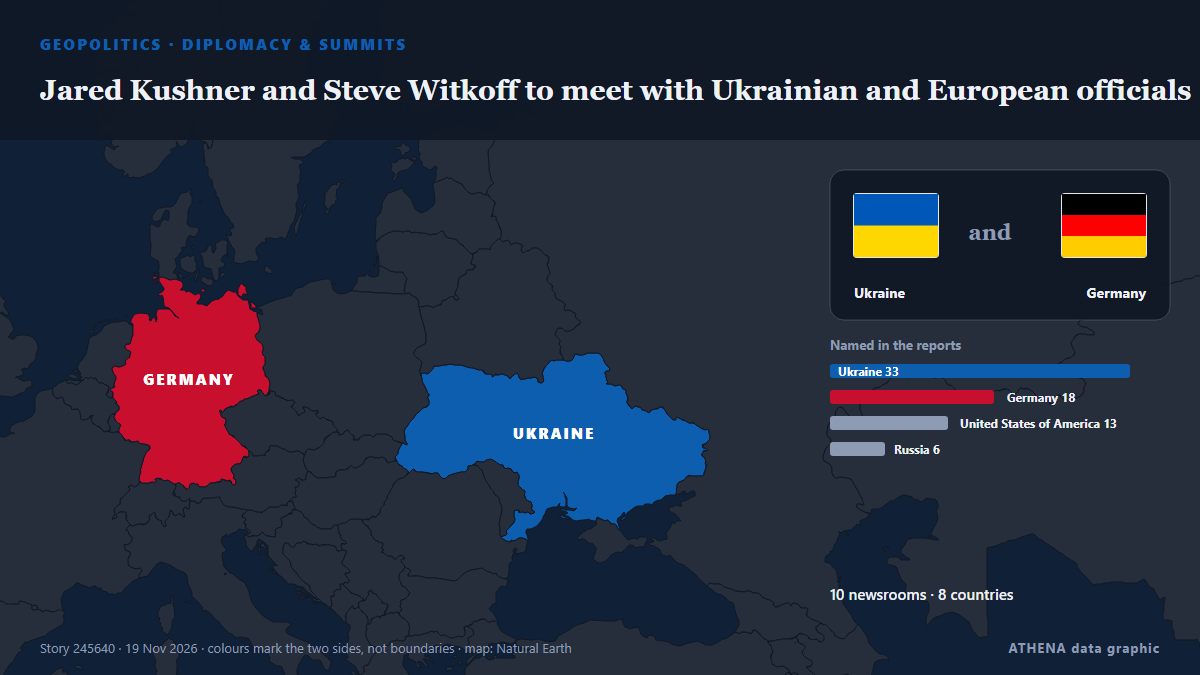 GEOPOLITICS · DIPLOMACY & SUMMITS
Jared Kushner and Steve Witkoff to meet with Ukrainian and European officials
and
Ukraine
Germany
Named in the reports
Ukraine 33
Germany 18
United States of America 13
Russia 6
GERMANY
UKRAINE
10 newsrooms · 8 countries
Story 245640 · 19 Nov 2026 · colours mark the two sides, not boundaries · map: Natural Earth
ATHENA data graphic